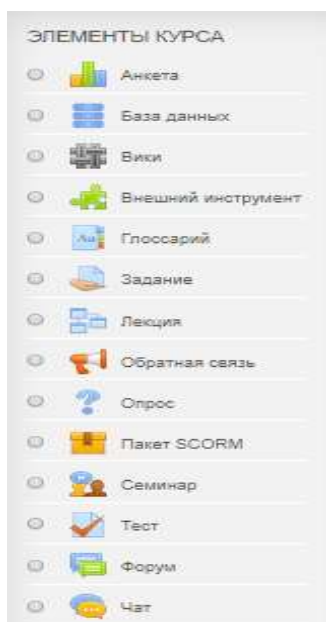 ЭЛЕМЕНТЫ КУРСА
Анкета
База данных
Вики
Внешний инструмент
Aa
Глоссарий
Задание
Лекция
Обратная связь
Опрос
Пакет SCORM
Семинар
Тест
Форум
Чат